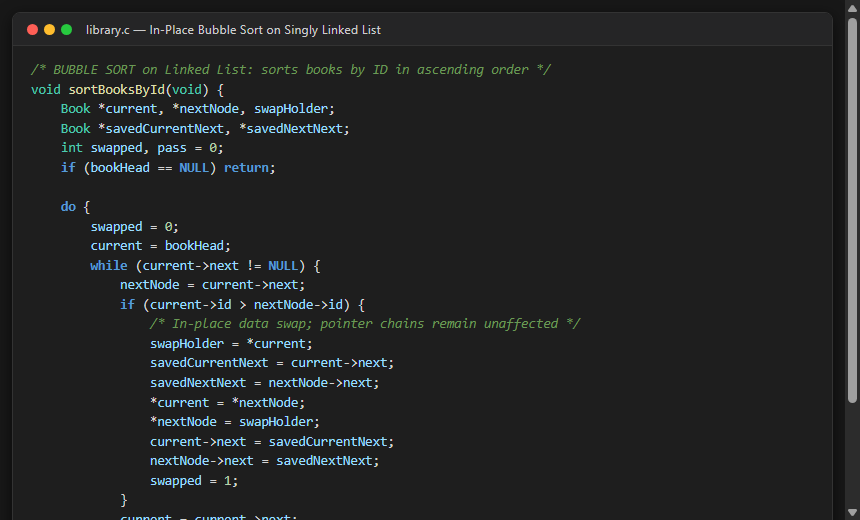 library.c — In-Place Bubble Sort on Singly Linked List
/* BUBBLE SORT on Linked List: sorts books by ID in ascending order */
void sortBooksById(void) {
    Book *current, *nextNode, swapHolder;
    Book *savedCurrentNext, *savedNextNext;
    int swapped, pass = 0;
    if (bookHead == NULL) return;

    do {
        swapped = 0;
        current = bookHead;
        while (current->next != NULL) {
            nextNode = current->next;
            if (current->id > nextNode->id) {
                /* In-place data swap; pointer chains remain unaffected */
                swapHolder = *current;
                savedCurrentNext = current->next;
                savedNextNext = nextNode->next;
                *current = *nextNode;
                *nextNode = swapHolder;
                current->next = savedCurrentNext;
                nextNode->next = savedNextNext;
                swapped = 1;
            }
            current = current->next;